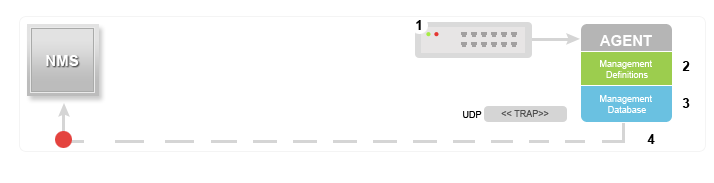 1
NMS
AGENT
Management
Definitions
2
Management
Database
3
UDP
<< TRAP>>
4